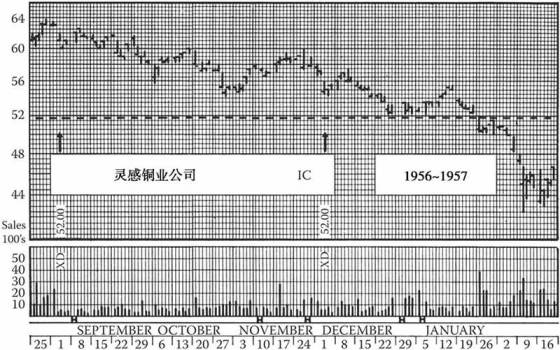 64
60
56
52
48
灵感铜业公司 IC 1956~1957
44
Sales
100's
XD 52.00
XD 52.00
50
40
30
20
10
SEPTEMBER OCTOBER NOVEMBER DECEMBER JANUARY
25 1 8 15 22 29 6 13 20 27 3 10 17 24 1 8 15 22 29 5 12 19 26 2 9 16